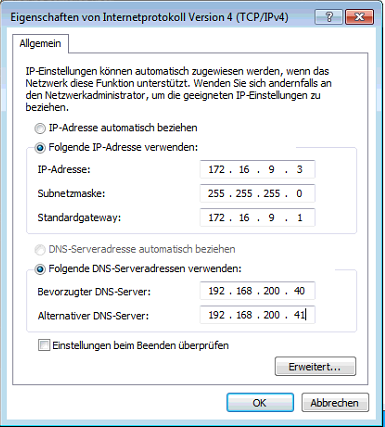 Eigenschaften von Internetprotokoll Version 4 (TCP/IPv4)
Allgemein
IP-Einstellungen können automatisch zugewiesen werden, wenn das
Netzwerk diese Funktion unterstützt. Wenden Sie sich andernfalls an
den Netzwerkadministrator, um die geeigneten IP-Einstellungen zu
beziehen.
IP-Adresse automatisch beziehen
Folgende IP-Adresse verwenden:
IP-Adresse: 172 . 16 . 9 . 3
Subnetzmaske: 255 . 255 . 255 . 0
Standardgateway: 172 . 16 . 9 . 1
DNS-Serveradresse automatisch beziehen
Folgende DNS-Serveradressen verwenden:
Bevorzugter DNS-Server: 192 . 168 . 200 . 40
Alternativer DNS-Server: 192 . 168 . 200 . 41
Einstellungen beim Beenden überprüfen
Erweitert...
OK Abbrechen